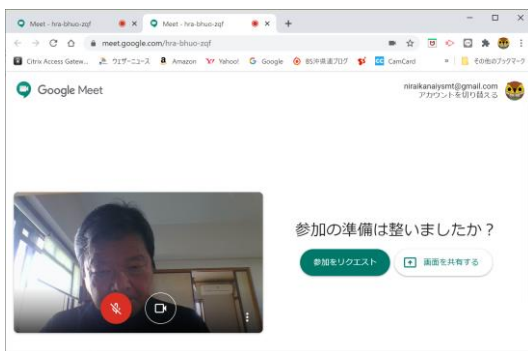 Meet - hra-bhuo-zqf
Meet - hra-bhuo-zqf
meet.google.com/hra-bhuo-zqf
Citrix Access Gatew...
ウェザーニュース
Amazon
Yahoo!
Google
CamCard
その他のブックマーク
Google Meet
niraikanaiysmt@gmail.com
アカウントを切り替える
参加の準備は整いましたか？
参加をリクエスト
画面を共有する